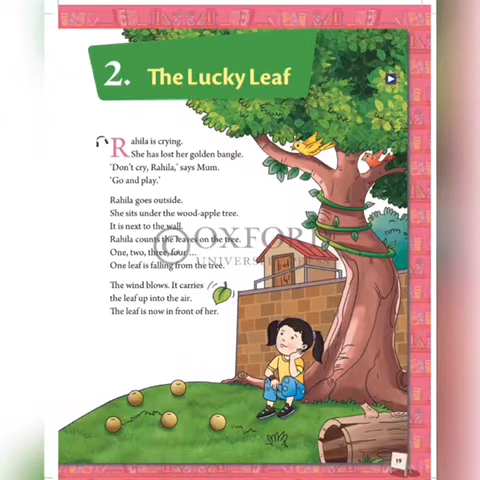 2. The Lucky Leaf
Rahila is crying.
She has lost her golden bangle.
'Don't cry, Rahila,' says Mum.
'Go and play.'
Rahila goes outside.
She sits under the wood-apple tree.
It is next to the wall.
Rahila counts the leaves on the tree.
One, two, three, four ...
One leaf is falling from the tree.
The wind blows. It carries
the leaf up into the air.
The leaf is now in front of her.
© OXFORD
UNIVERSITY PRESS
19